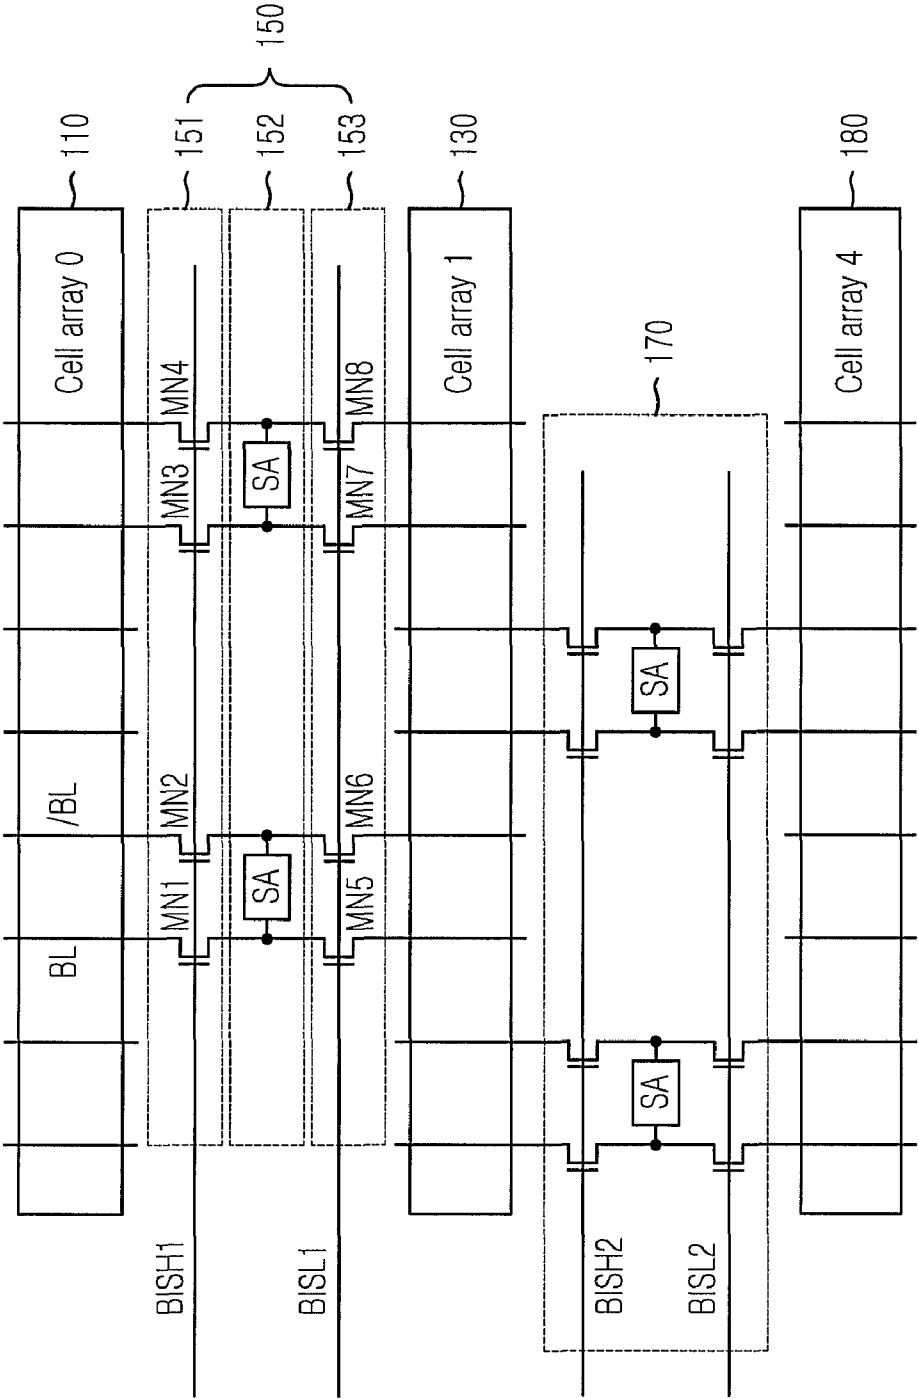 150
110
151
152
153
130
180
Cell array 0
Cell array 1
Cell array 4
170
MN4
MN8
MN3
MN7
SA
SA
/BL
MN2
MN6
BL
MN1
MN5
SA
SA
BISH1
BISL1
BISH2
BISL2